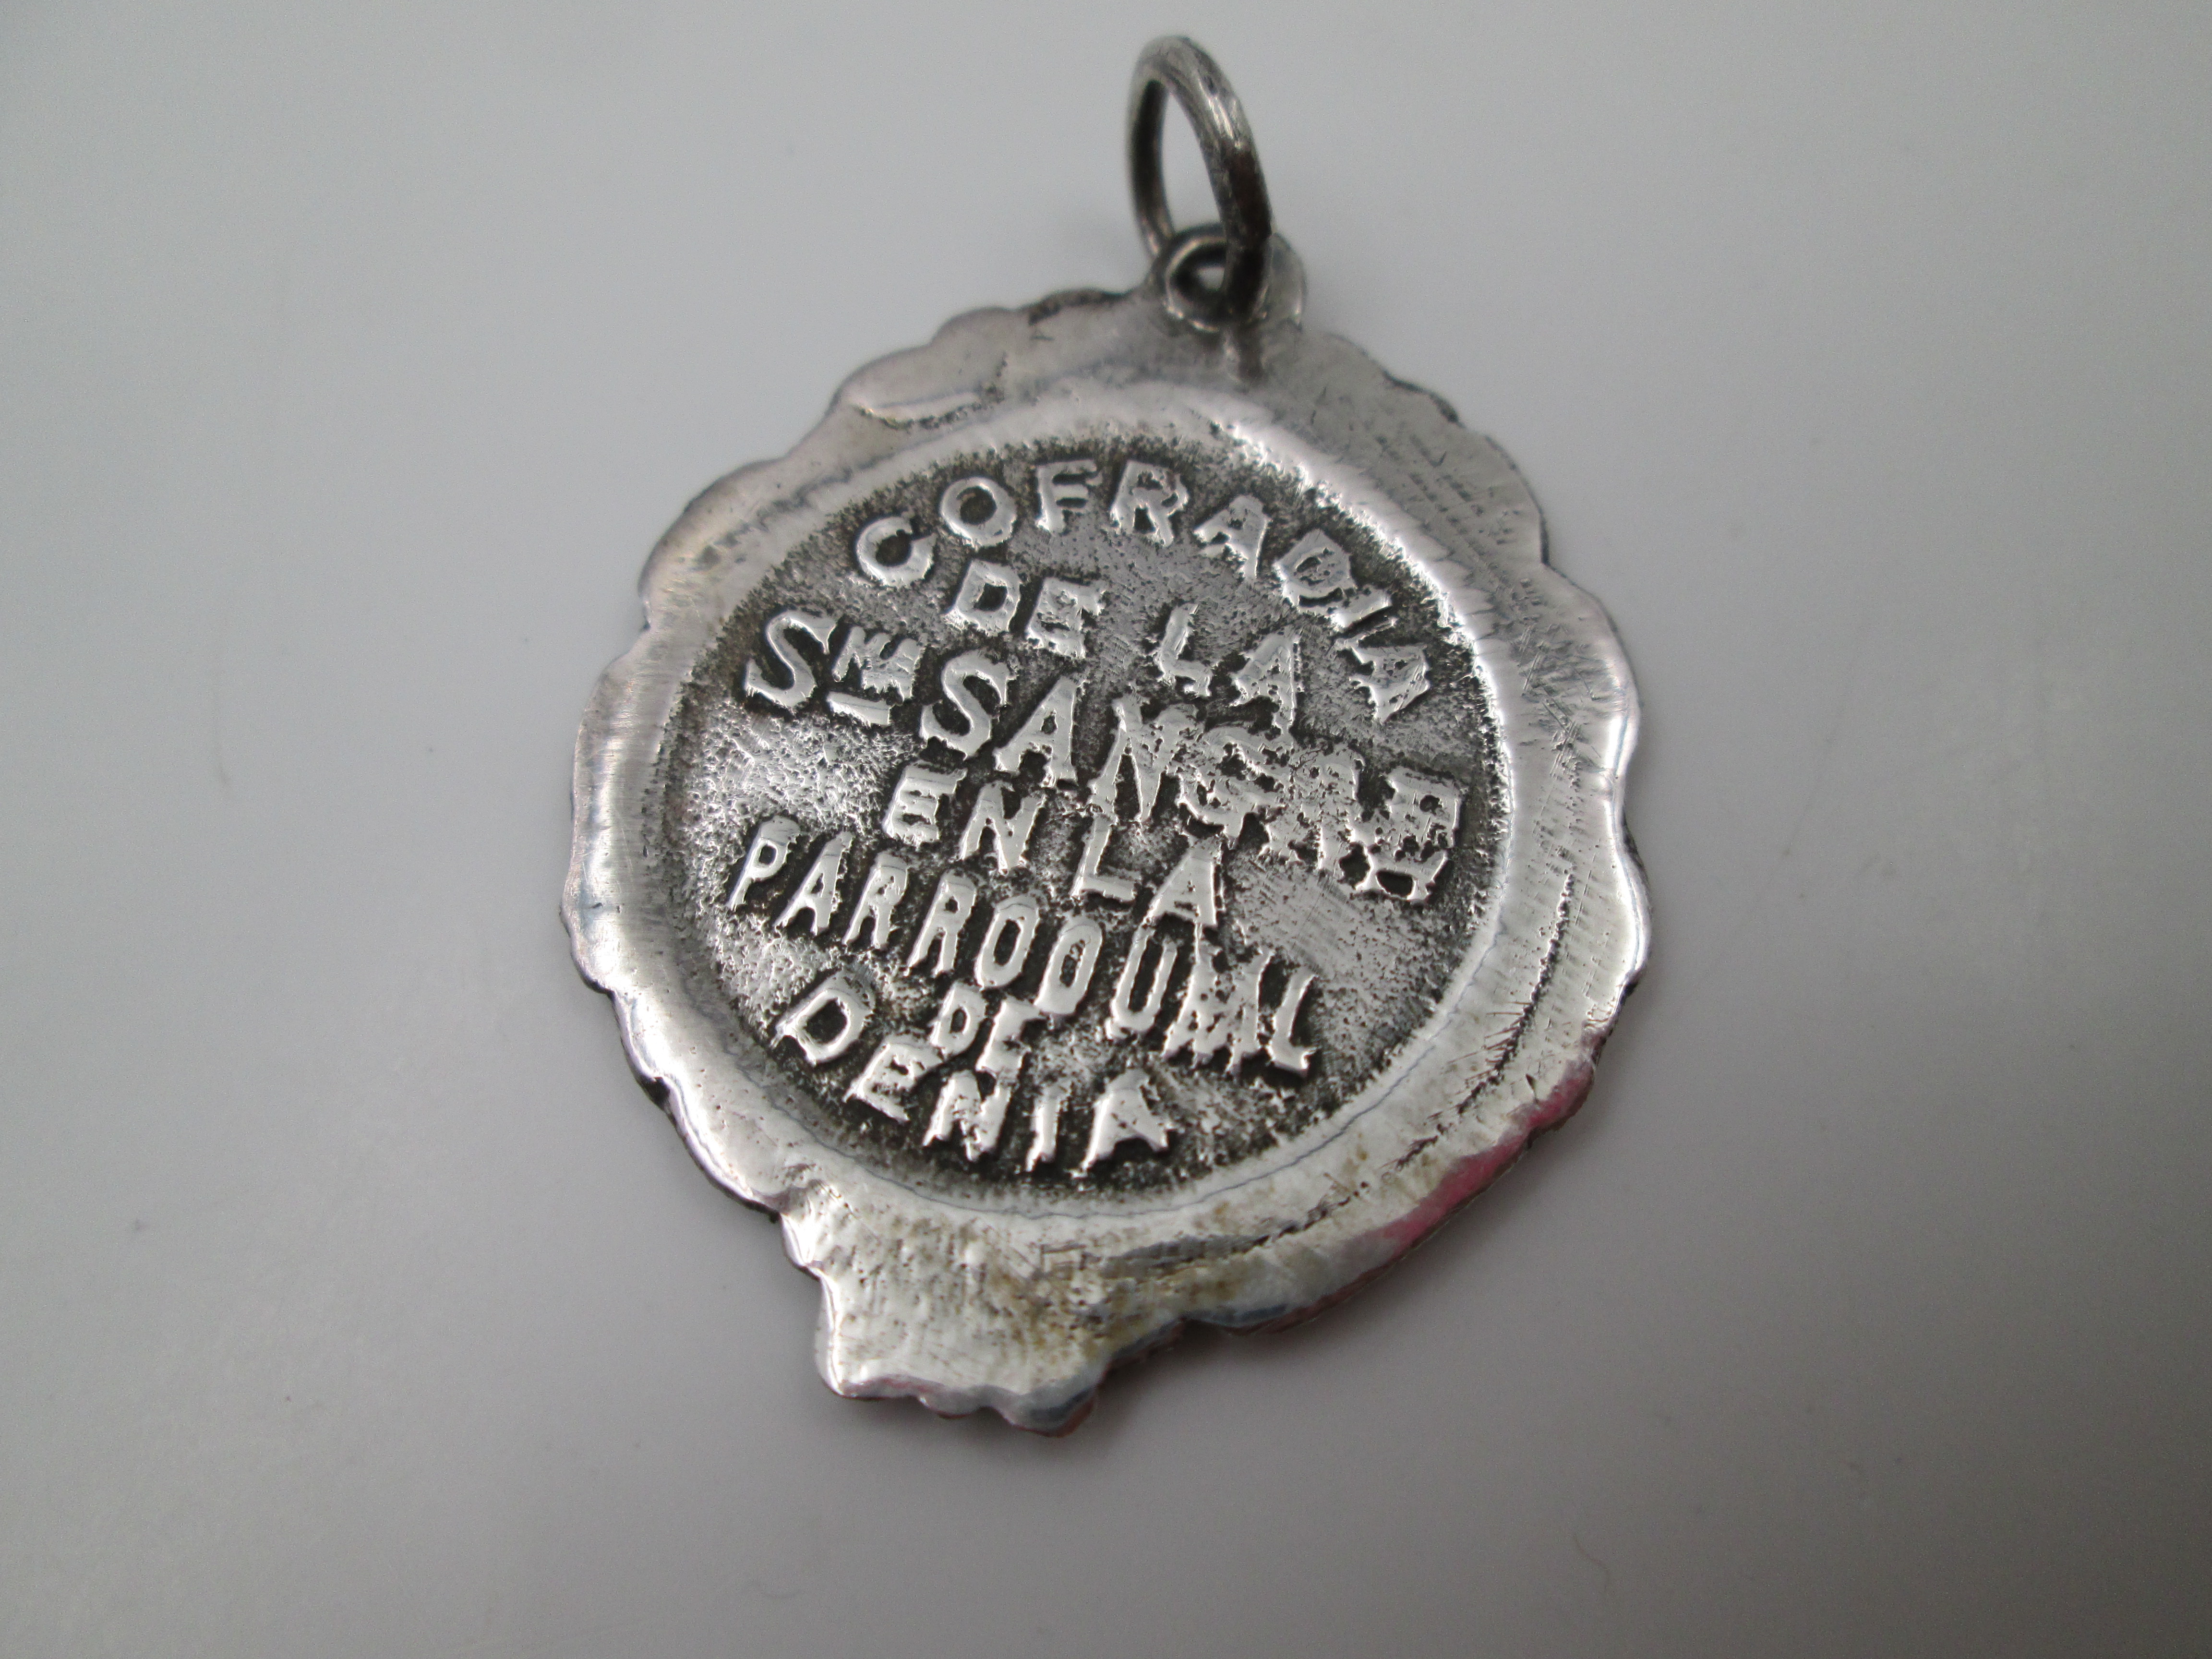 COFRADIA
DE LA
Sma SANGRE
EN LA
PARROQUIAL
DE
DENIA